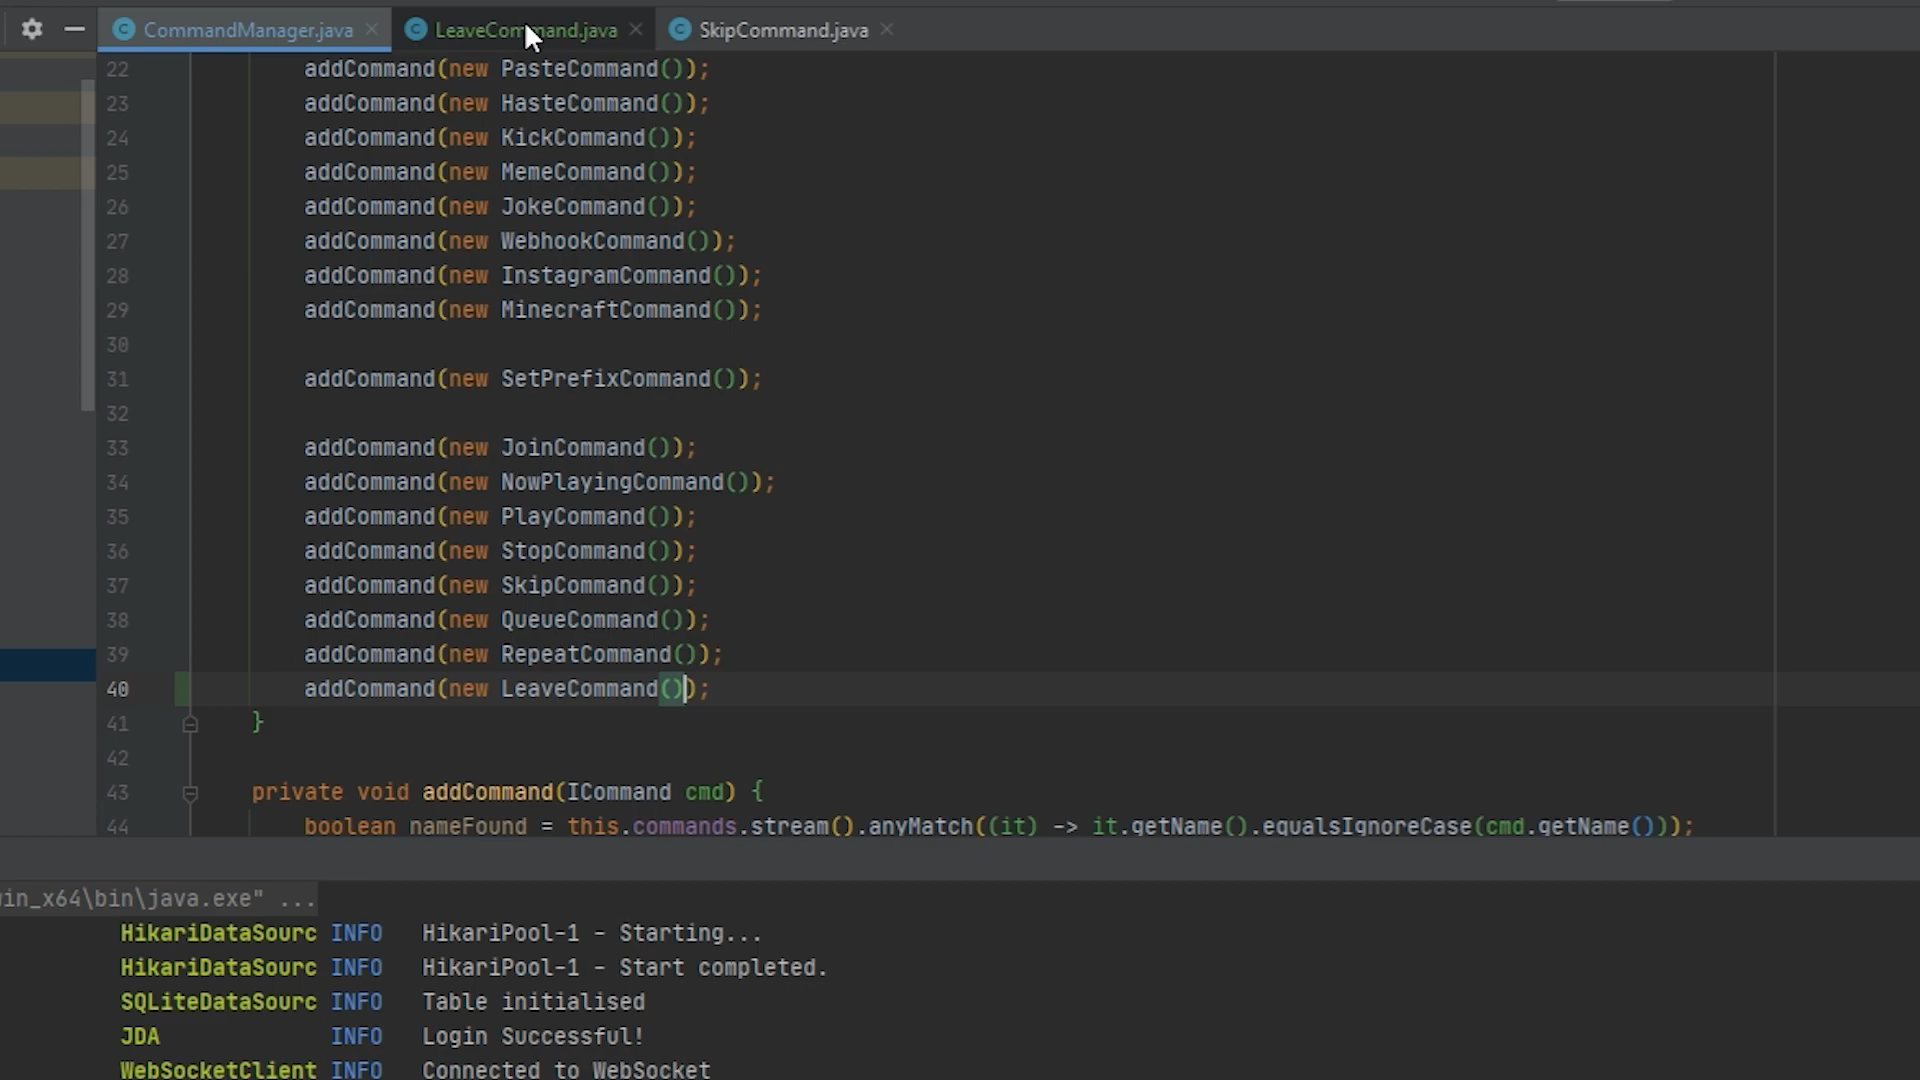 CommandManager.java LeaveCommand.java SkipCommand.java
22 addCommand(new PasteCommand());
23 addCommand(new HasteCommand());
24 addCommand(new KickCommand());
25 addCommand(new MemeCommand());
26 addCommand(new JokeCommand());
27 addCommand(new WebhookCommand());
28 addCommand(new InstagramCommand());
29 addCommand(new MinecraftCommand());
30
31 addCommand(new SetPrefixCommand());
32
33 addCommand(new JoinCommand());
34 addCommand(new NowPlayingCommand());
35 addCommand(new PlayCommand());
36 addCommand(new StopCommand());
37 addCommand(new SkipCommand());
38 addCommand(new QueueCommand());
39 addCommand(new RepeatCommand());
40 addCommand(new LeaveCommand());
41 }
42
43 private void addCommand(ICommand cmd) {
44 boolean nameFound = this.commands.stream().anyMatch((it) -> it.getName().equalsIgnoreCase(cmd.getName()));
in_x64\bin\java.exe" ...
HikariDataSourc INFO HikariPool-1 - Starting...
HikariDataSourc INFO HikariPool-1 - Start completed.
SQLiteDataSourc INFO Table initialised
JDA INFO Login Successful!
WebSocketClient INFO Connected to WebSocket